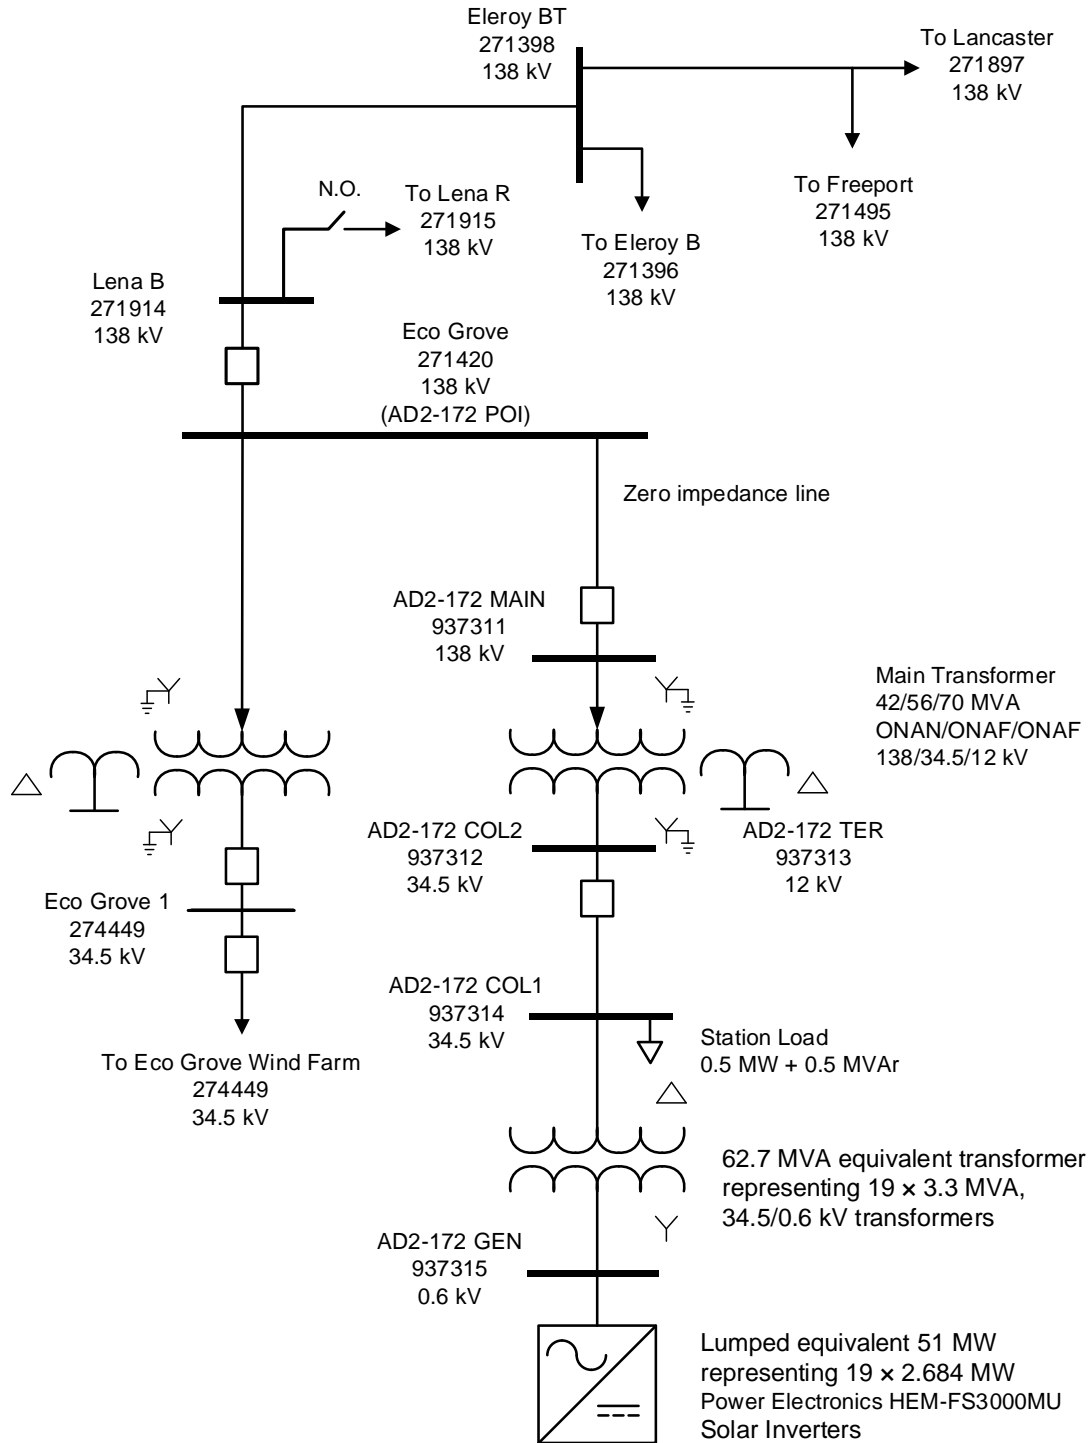 Eleroy BT
271398
138 kV
To Lancaster
271897
138 kV
To Freeport
271495
138 kV
To Eleroy B
271396
138 kV
N.O.
To Lena R
271915
138 kV
Lena B
271914
138 kV
Eco Grove
271420
138 kV
(AD2-172 POI)
Zero impedance line
AD2-172 MAIN
937311
138 kV
Main Transformer
42/56/70 MVA
ONAN/ONAF/ONAF
138/34.5/12 kV
AD2-172 COL2
937312
34.5 kV
AD2-172 TER
937313
12 kV
Eco Grove 1
274449
34.5 kV
To Eco Grove Wind Farm
274449
34.5 kV
AD2-172 COL1
937314
34.5 kV
Station Load
0.5 MW + 0.5 MVAr
62.7 MVA equivalent transformer
representing 19 × 3.3 MVA,
34.5/0.6 kV transformers
AD2-172 GEN
937315
0.6 kV
Lumped equivalent 51 MW
representing 19 × 2.684 MW
Power Electronics HEM-FS3000MU
Solar Inverters